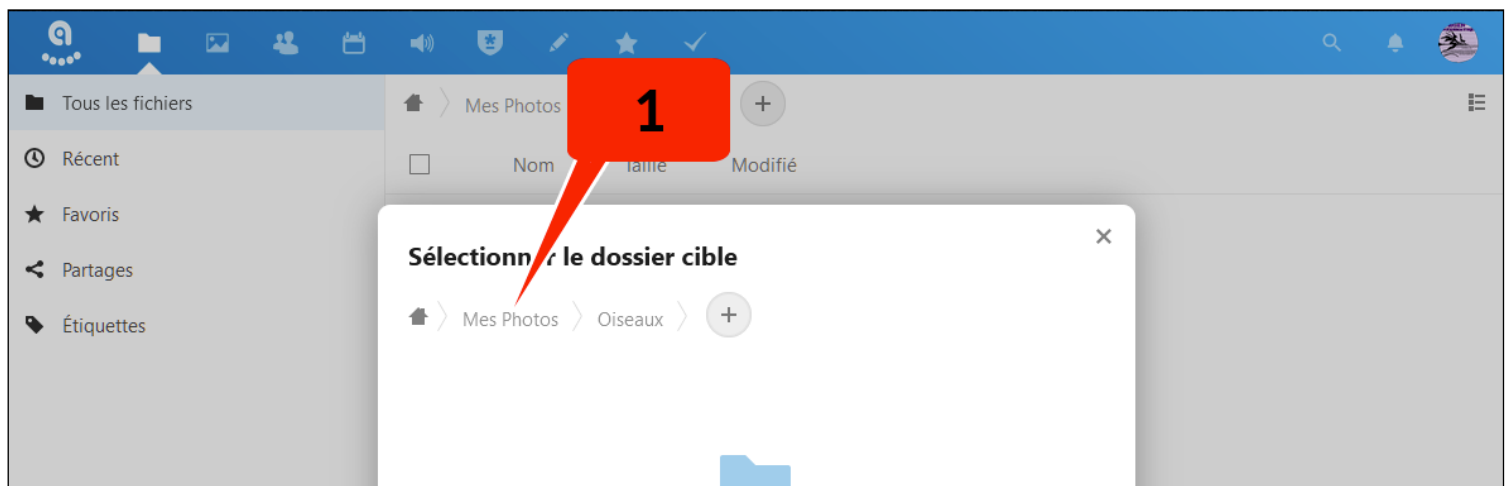 Tous les fichiers
Mes Photos
1
Récent
Nom
Taille
Modifié
Favoris
Sélectionner le dossier cible
Partages
Mes Photos
Oiseaux
Étiquettes